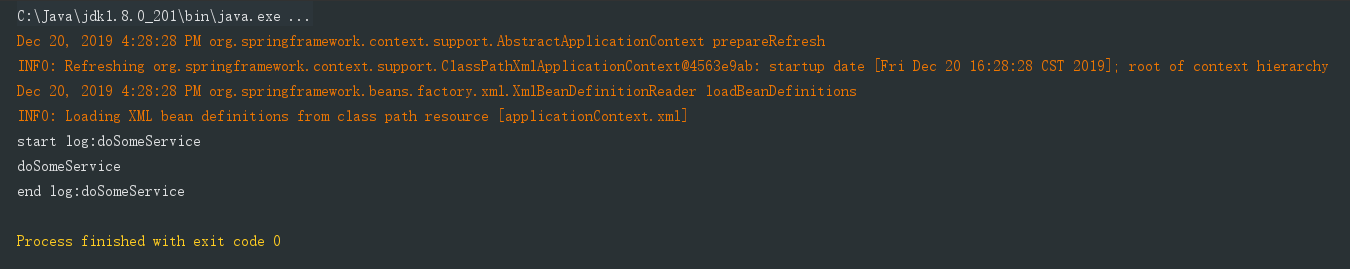 C:\Java\jdk1.8.0_201\bin\java.exe ...
Dec 20, 2019 4:28:28 PM org.springframework.context.support.AbstractApplicationContext prepareRefresh
INFO: Refreshing org.springframework.context.support.ClassPathXmlApplicationContext@4563e9ab: startup date [Fri Dec 20 16:28:28 CST 2019]; root of context hierarchy
Dec 20, 2019 4:28:28 PM org.springframework.beans.factory.xml.XmlBeanDefinitionReader loadBeanDefinitions
INFO: Loading XML bean definitions from class path resource [applicationContext.xml]
start log:doSomeService
doSomeService
end log:doSomeService
Process finished with exit code 0